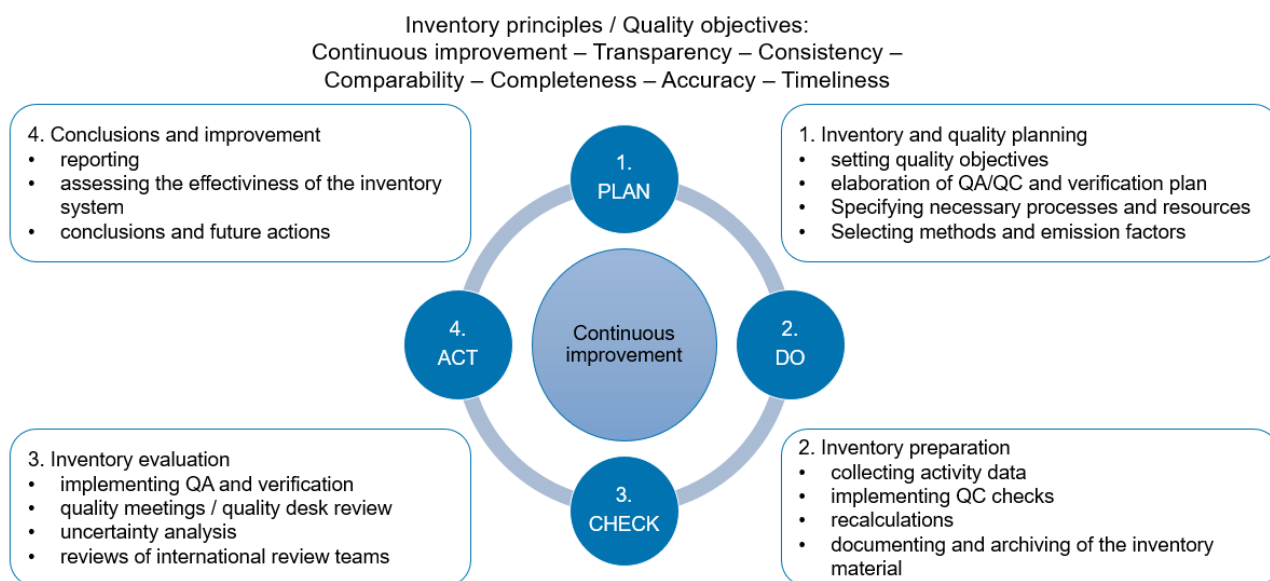 Inventory principles / Quality objectives:
Continuous improvement – Transparency – Consistency –
Comparability – Completeness – Accuracy – Timeliness
4. Conclusions and improvement
• reporting
• assessing the effectiviness of the inventory
system
• conclusions and future actions
1.
PLAN
1. Inventory and quality planning
• setting quality objectives
• elaboration of QA/QC and verification plan
• Specifying necessary processes and resources
• Selecting methods and emission factors
4.
ACT
Continuous
improvement
2.
DO
3. Inventory evaluation
• implementing QA and verification
• quality meetings / quality desk review
• uncertainty analysis
• reviews of international review teams
3.
CHECK
2. Inventory preparation
• collecting activity data
• implementing QC checks
• recalculations
• documenting and archiving of the inventory
material